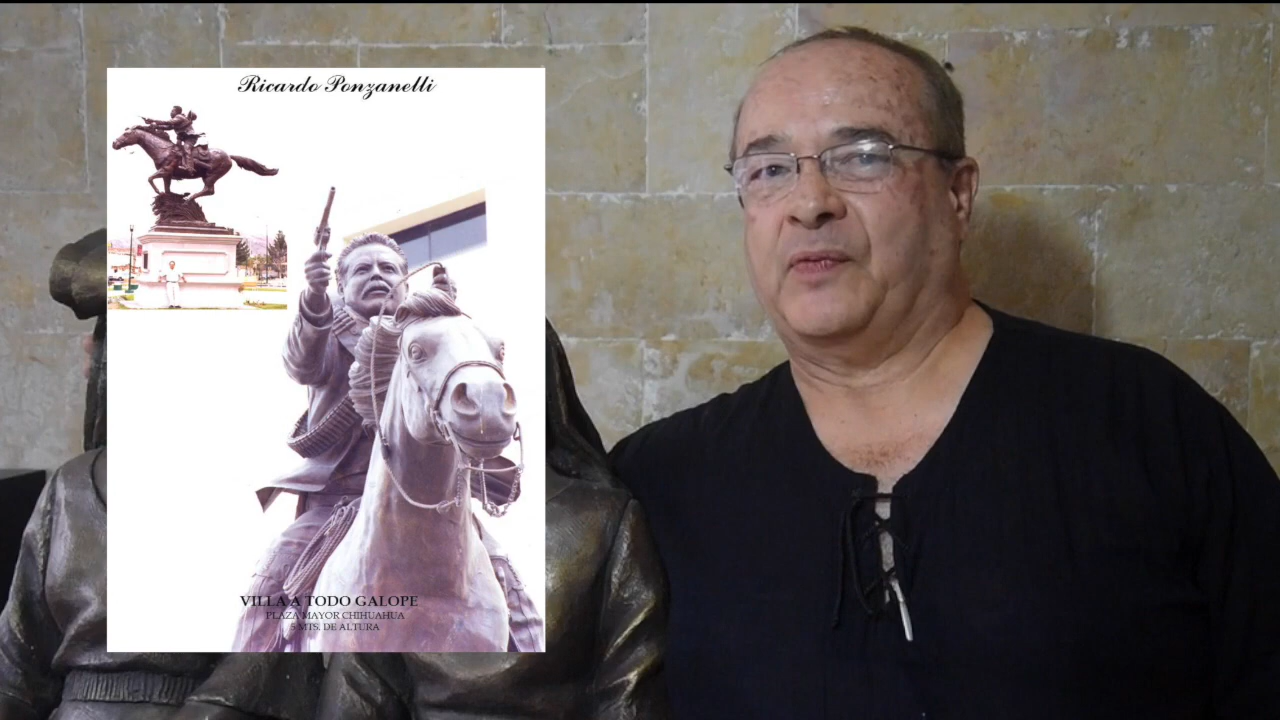 Ricardo Ponzanelli
VILLA A TODO GALOPE
PLAZA MAYOR CHIHUAHUA
5 MTS. DE ALTURA